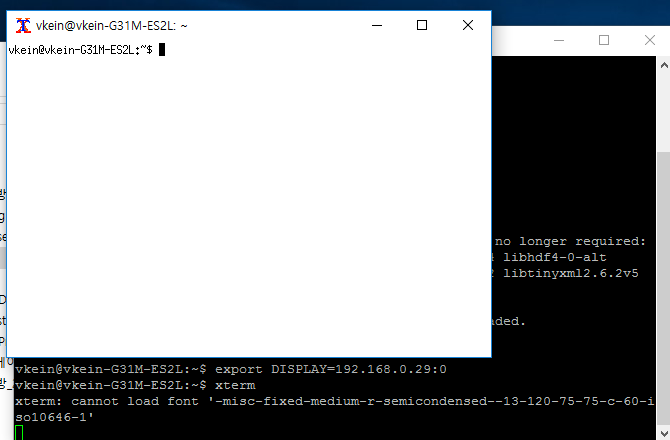 vkein@vkein-G31M-ES2L: ~
vkein@vkein-G31M-ES2L:~$
no longer required:
libhdf4-0-alt
libtinyxml2.6.2v5
ded.
vkein@vkein-G31M-ES2L:~$ export DISPLAY=192.168.0.29:0
vkein@vkein-G31M-ES2L:~$ xterm
xterm: cannot load font '-misc-fixed-medium-r-semicondensed--13-120-75-75-c-60-i
so10646-1'